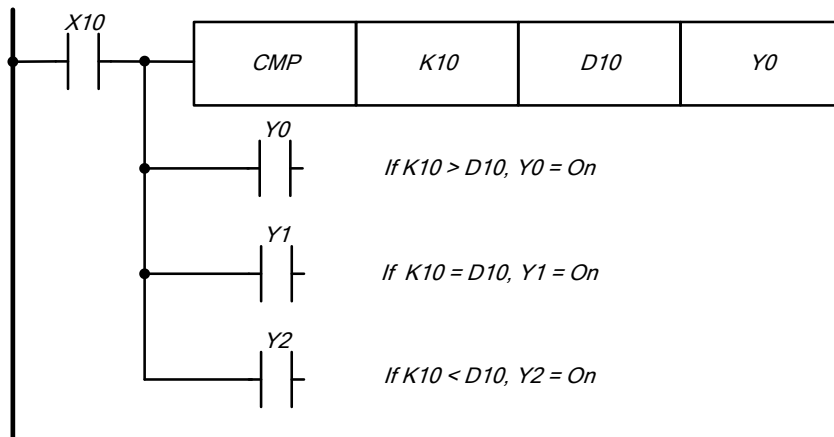 X10
CMP K10 D10 Y0
Y0
If K10 > D10, Y0 = On
Y1
If K10 = D10, Y1 = On
Y2
If K10 < D10, Y2 = On